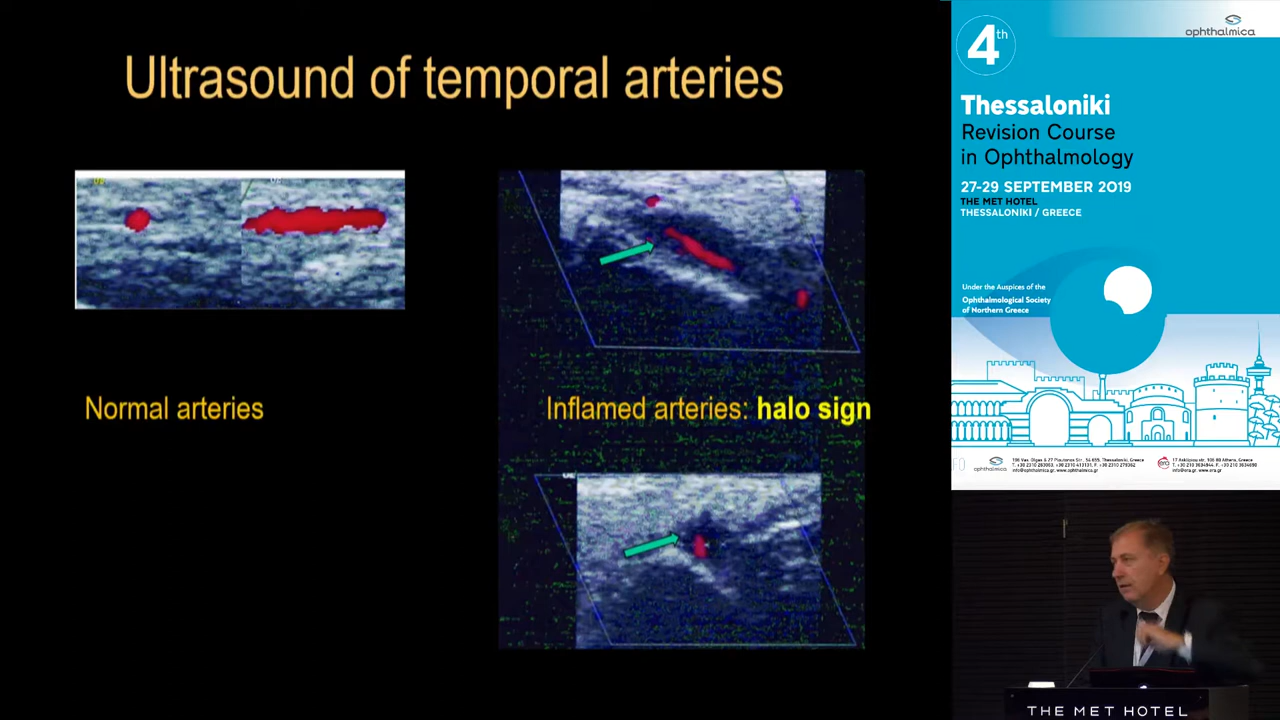 Ultrasound of temporal arteries
Normal arteries
Inflamed arteries: halo sign
ophthalmica
4th
Thessaloniki
Revision Course
in Ophthalmology
27-29 SEPTEMBER 2019
THE MET HOTEL
THESSALONIKI / GREECE
Under the Auspices of the
Ophthalmological Society
of Northern Greece
ophthalmica
THE MET HOTEL